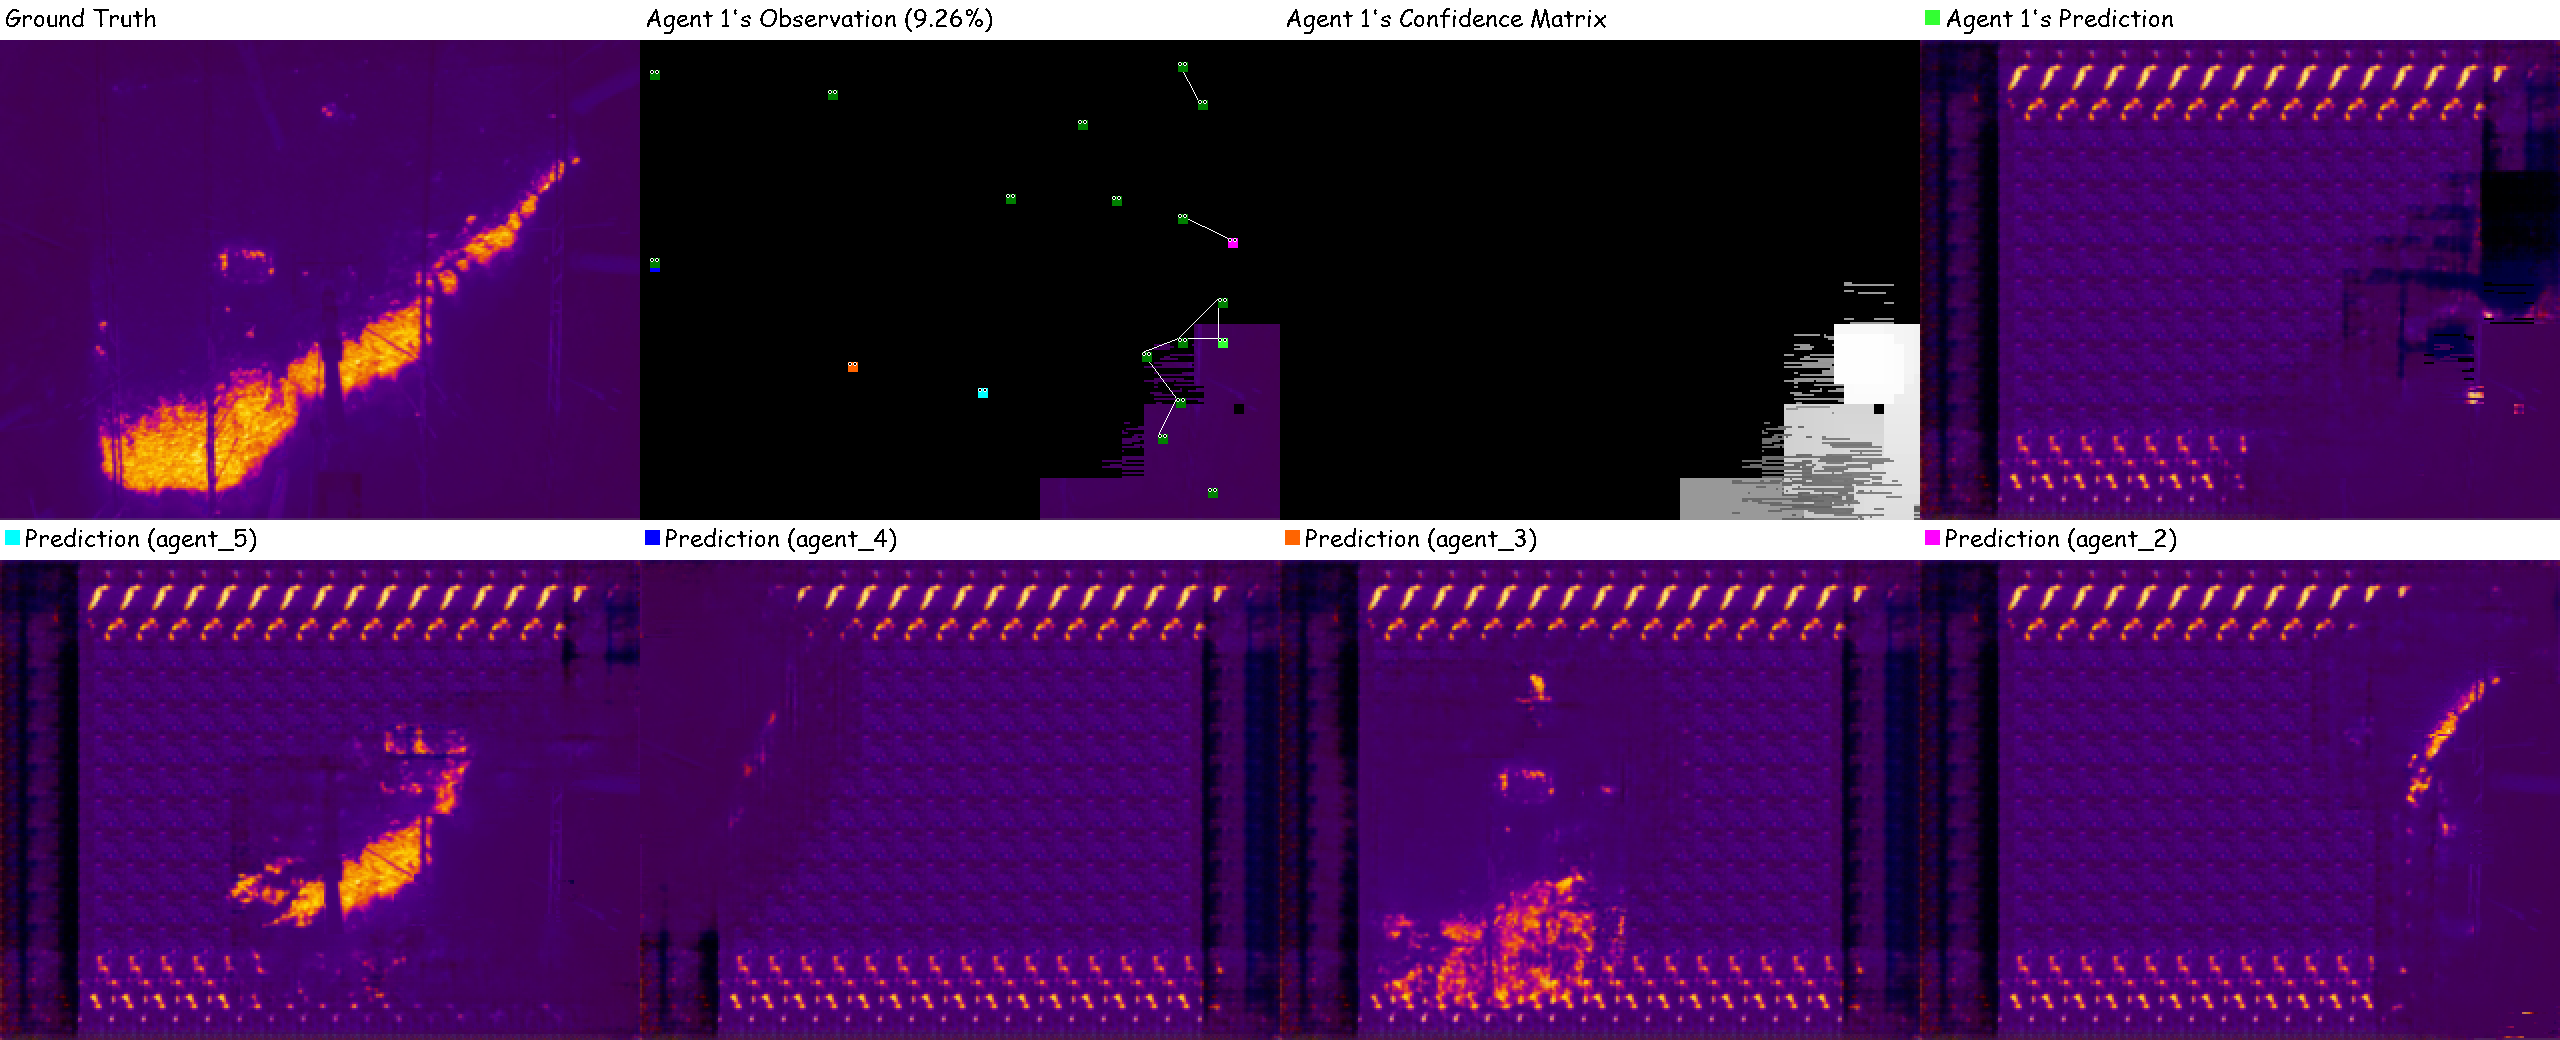 Ground Truth
Agent 1's Observation (9.26%)
Agent 1's Confidence Matrix
Agent 1's Prediction
Prediction (agent_5)
Prediction (agent_4)
Prediction (agent_3)
Prediction (agent_2)